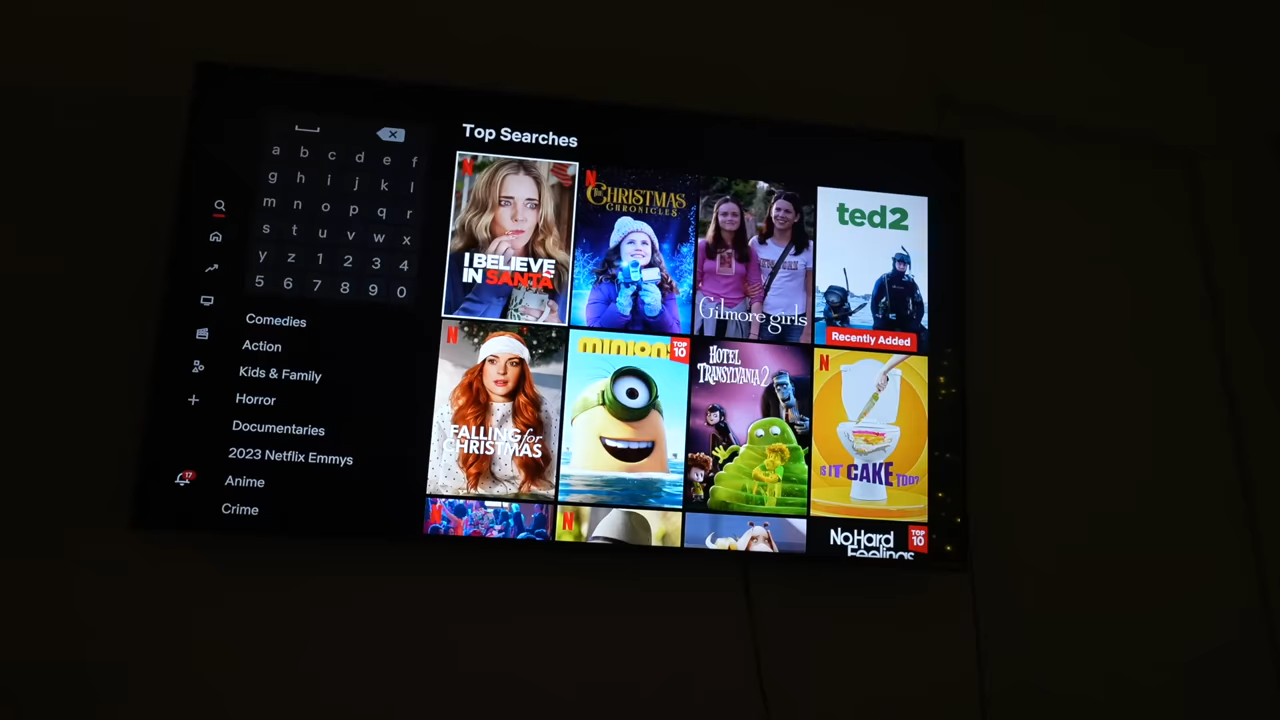 Top Searches
a b c d e f
g h i j k l
m n o p q r
s t u v w x
y z 1 2 3 4
5 6 7 8 9 0
Comedies
Action
Kids & Family
Horror
Documentaries
2023 Netflix Emmys
Anime
Crime
17
N
I BELIEVE
IN SANTA
N
THE
CHRISTMAS
CHRONICLES
Gilmore girls
ted2
Recently Added
N
FALLING for
CHRISTMAS
minions
TOP
10
HOTEL
TRANSYLVANIA 2
N
IS IT CAKE TOO?
N
N
No Hard
Feelings
TOP
10